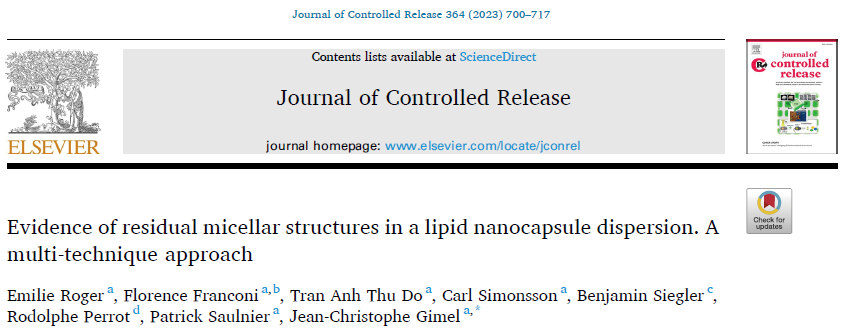 Journal of Controlled Release 364 (2023) 700–717
Contents lists available at ScienceDirect
Journal of Controlled Release
journal homepage: www.elsevier.com/locate/jconrel
ELSEVIER
journal of
controlled
release
Check for
updates
Evidence of residual micellar structures in a lipid nanocapsule dispersion. A
multi-technique approach
Emilie Roger a, Florence Franconi a,b, Tran Anh Thu Do a, Carl Simonsson a, Benjamin Siegler c,
Rodolphe Perrot d, Patrick Saulnier a, Jean-Christophe Gimel a,*